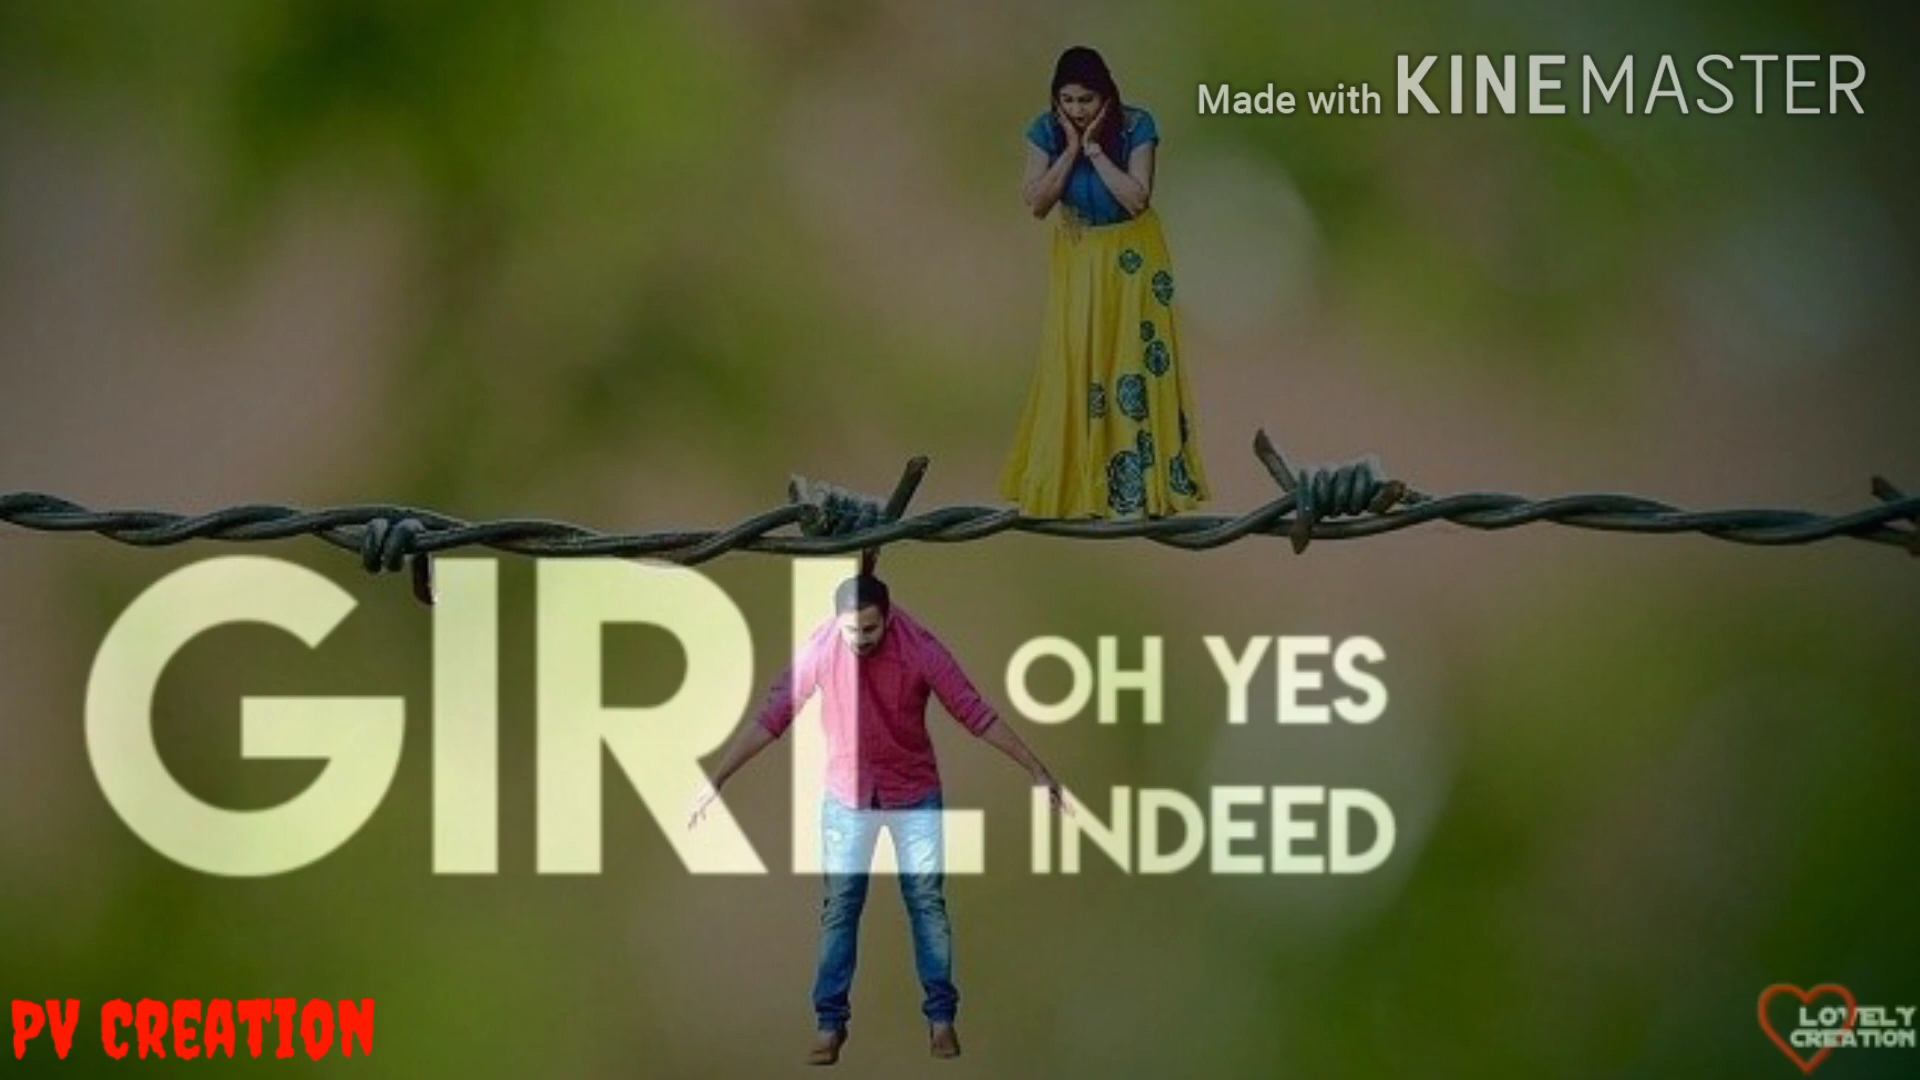 Made with KINEMASTER
GIRL
OH YES
INDEED
PV CREATION
LOVELY
CREATION